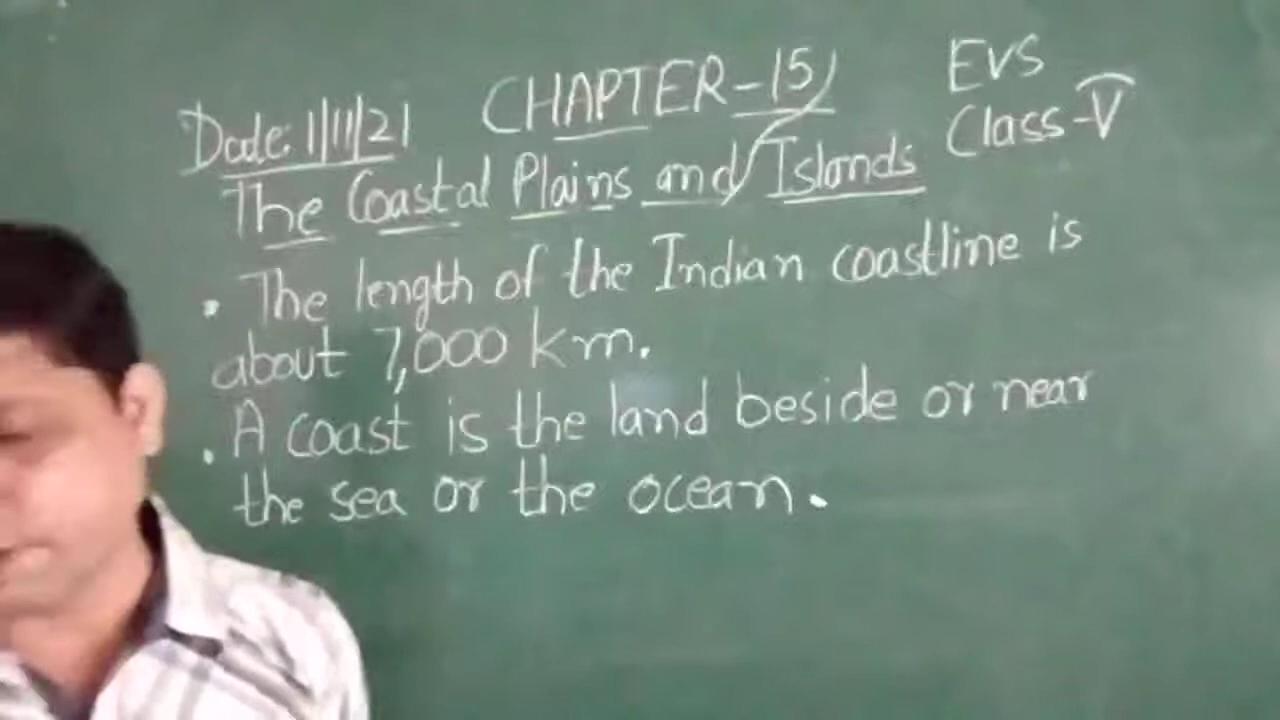 Date: 1/11/21 CHAPTER-15 EVS
Class-V
The Coastal Plains and Islands
• The length of the Indian coastline is
about 7,000 km.
• A coast is the land beside or near
the sea or the ocean.